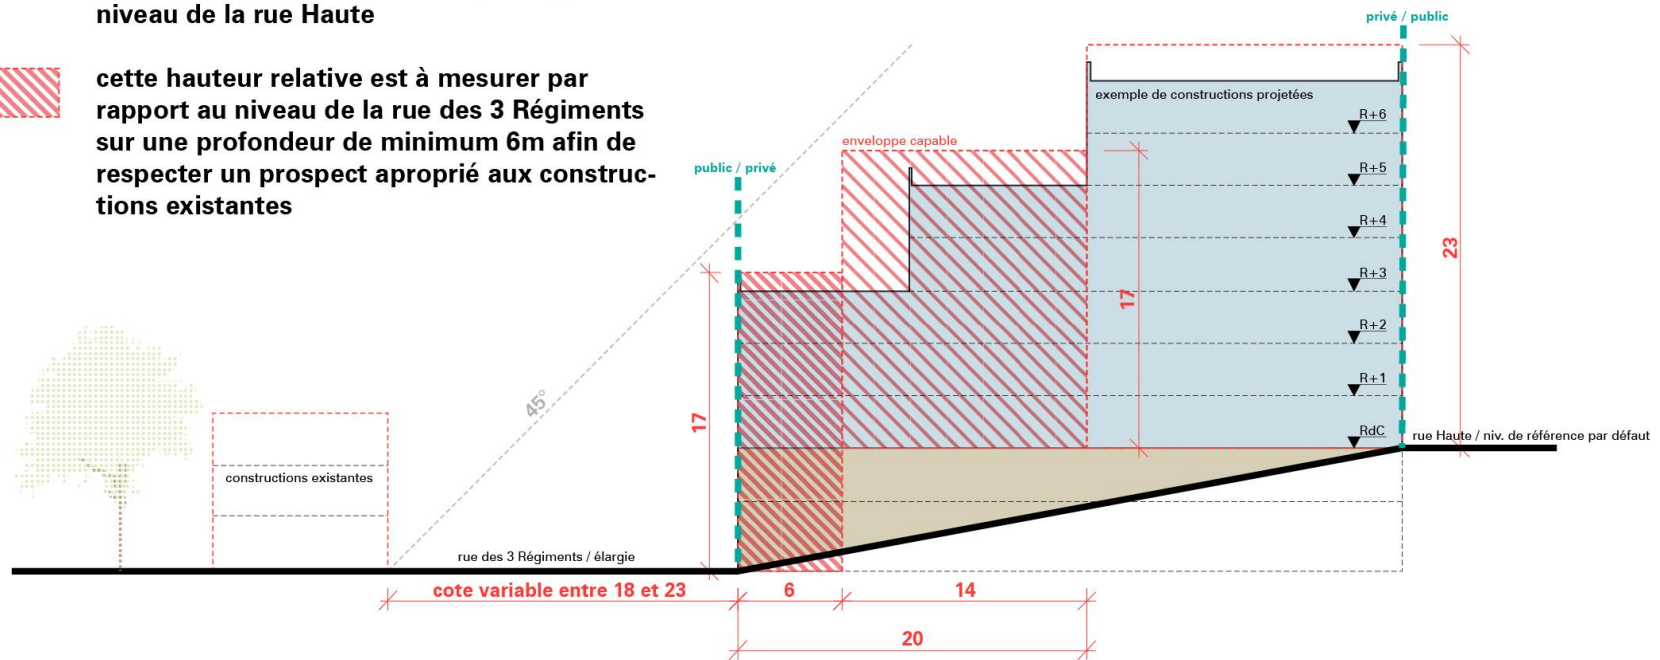 niveau de la rue Haute
cette hauteur relative est à mesurer par
rapport au niveau de la rue des 3 Régiments
sur une profondeur de minimum 6m afin de
respecter un prospect aproprié aux construc-
tions existantes
privé / public
exemple de constructions projetées
R+6
enveloppe capable
public / privé
R+5
R+4
23
R+3
17
R+2
45°
R+1
17
RdC
rue Haute / niv. de référence par défaut
constructions existantes
rue des 3 Régiments / élargie
cote variable entre 18 et 23
6
14
20